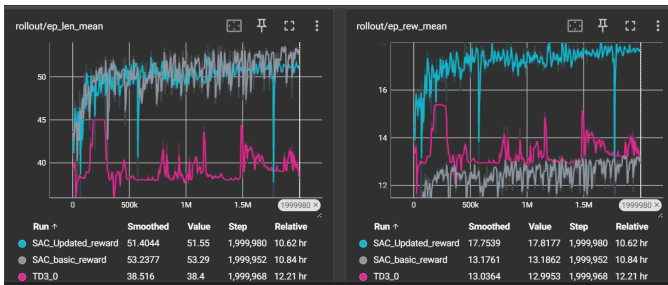 rollout/ep_len_mean
50
45
40
0
500k
1M
1.5M
1999980 ×
Run ↑ Smoothed Value Step Relative
SAC_Updated_reward 51.4044 51.55 1,999,980 10.62 hr
SAC_basic_reward 53.2377 53.29 1,999,952 10.84 hr
TD3_0 38.516 38.4 1,999,968 12.21 hr
rollout/ep_rew_mean
16
14
12
0
500k
1M
1.5M
1999980 ×
Run ↑ Smoothed Value Step Relative
SAC_Updated_reward 17.7539 17.8177 1,999,980 10.62 hr
SAC_basic_reward 13.1761 13.1862 1,999,952 10.84 hr
TD3_0 13.0364 12.9953 1,999,968 12.21 hr